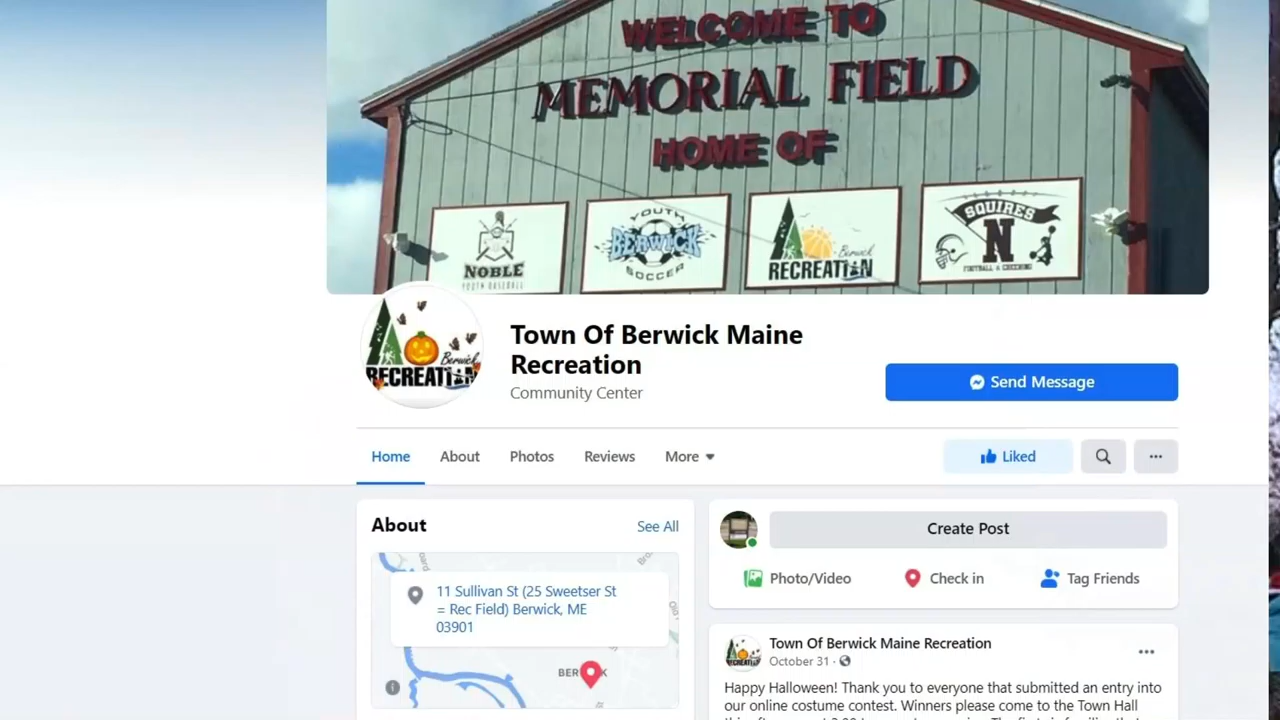 WELCOME TO
MEMORIAL FIELD
HOME OF
NOBLE
YOUTH BASEBALL
YOUTH
BERWICK
SOCCER
Berwick
RECREATION
SQUIRES
N
FOOTBALL & CHEERING
Berwick
RECREATION
Town Of Berwick Maine
Recreation
Community Center
Send Message
Home
About
Photos
Reviews
More
Liked
About
See All
11 Sullivan St (25 Sweetser St
= Rec Field) Berwick, ME
03901
Create Post
Photo/Video
Check in
Tag Friends
Town Of Berwick Maine Recreation
October 31
Happy Halloween! Thank you to everyone that submitted an entry into
our online costume contest. Winners please come to the Town Hall